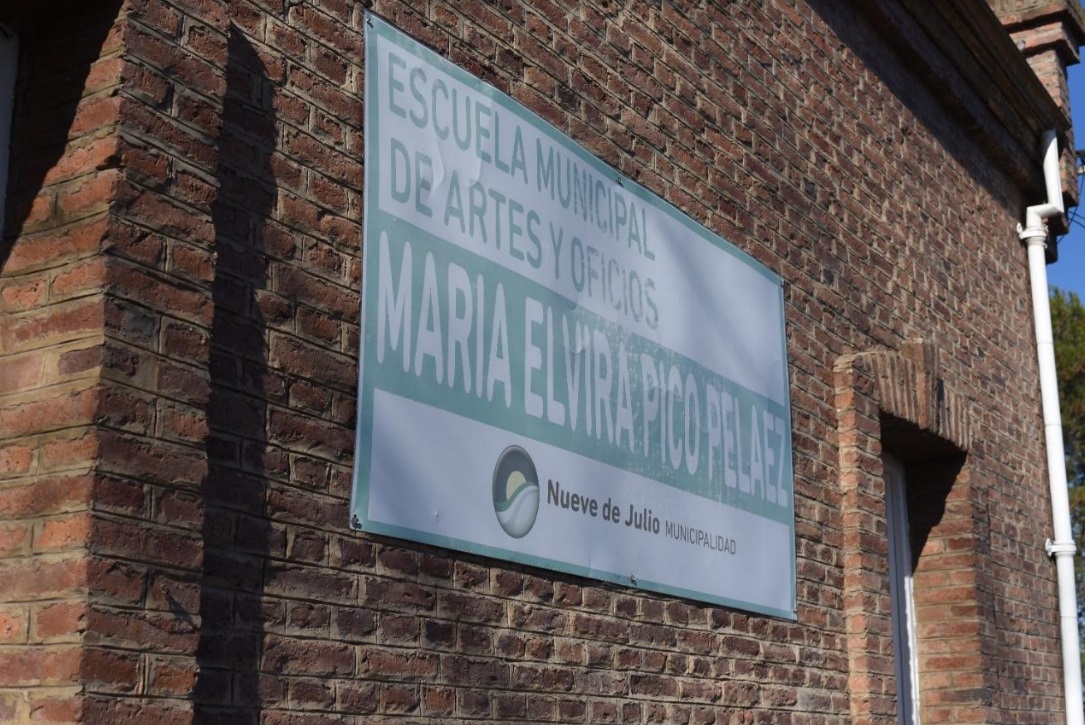 ESCUELA MUNICIPAL
DE ARTES Y OFICIOS
MARIA ELVIRA PICO PELAEZ
Nueve de Julio MUNICIPALIDAD